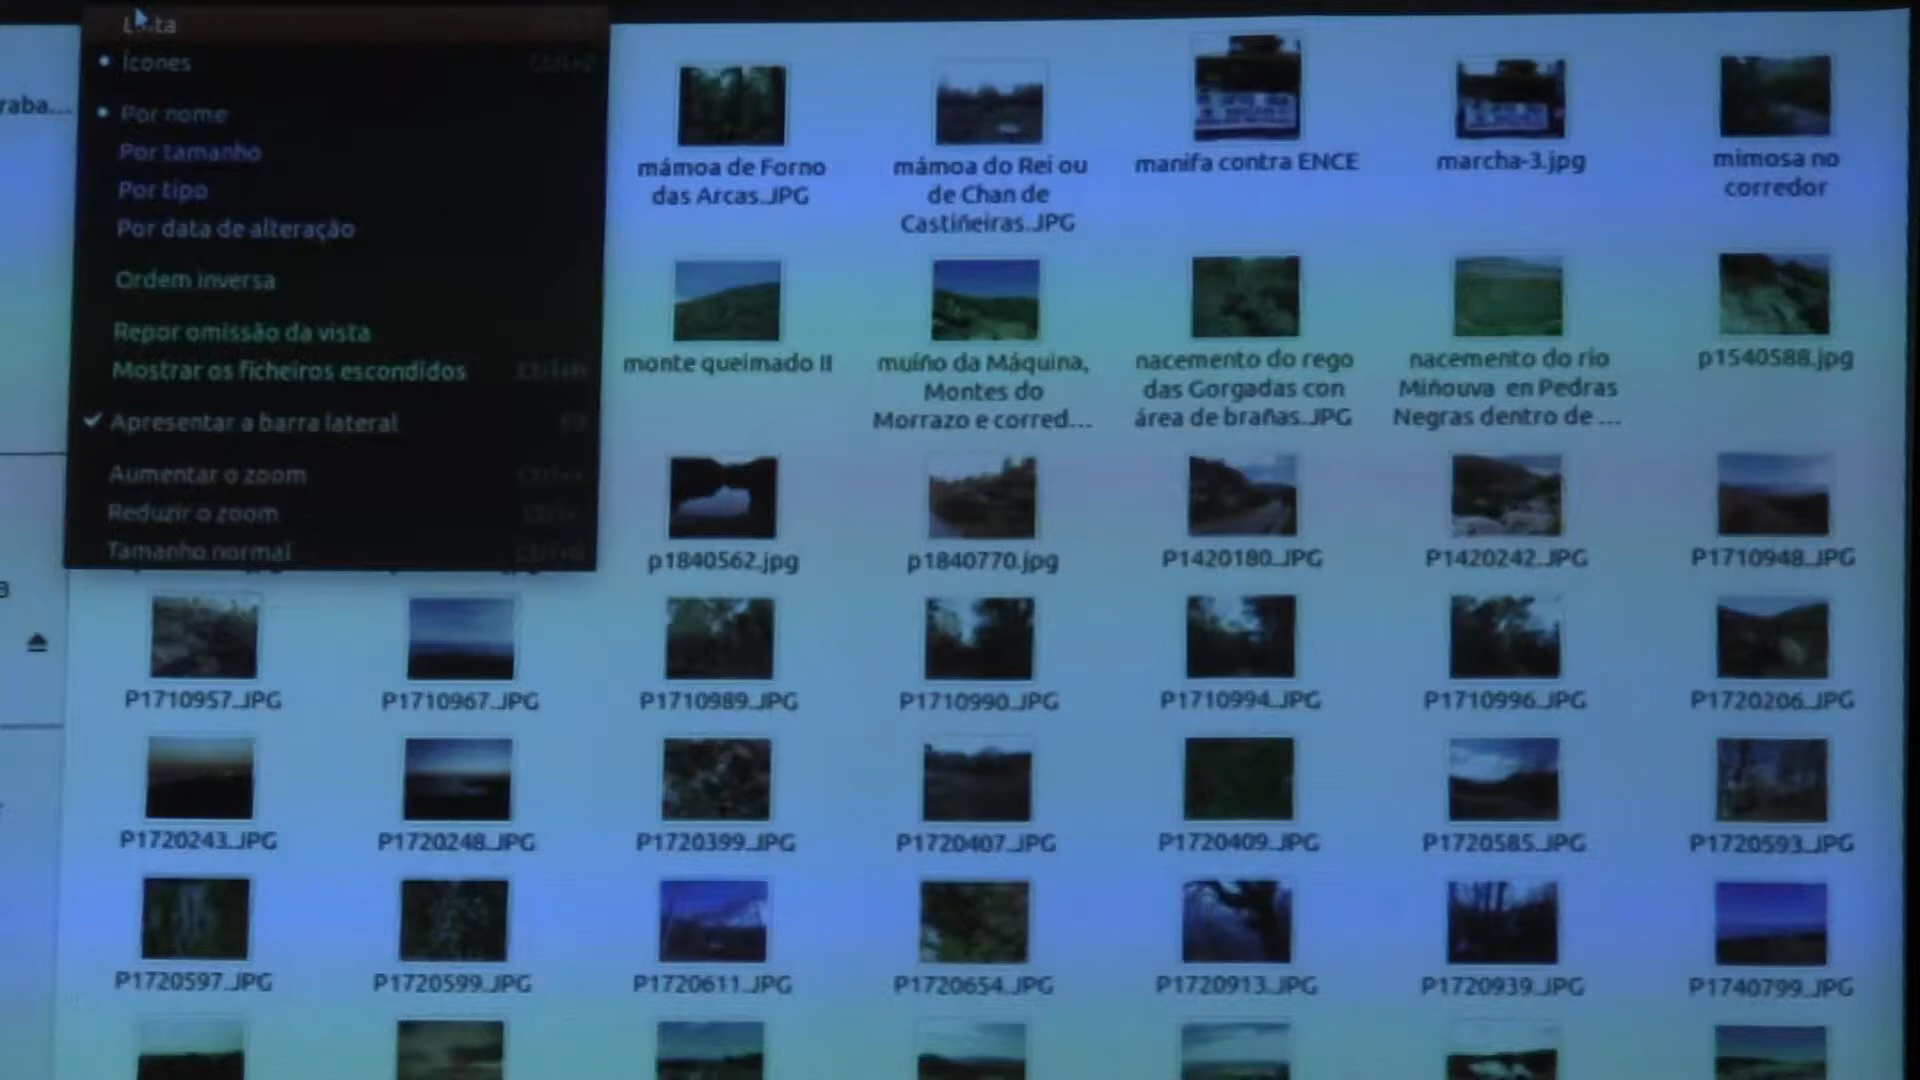 Lista
Ícones
Ctrl+2
Por nome
Por tamanho
Por tipo
Por data de alteração
Ordem inversa
Repor omissão da vista
Mostrar os ficheiros escondidos
Ctrl+H
Apresentar a barra lateral
Aumentar o zoom
Reduzir o zoom
Tamanho normal
raba...
mámoa de Forno
das Arcas.JPG
mámoa do Rei ou
de Chan de
Castiñeiras.JPG
manifa contra ENCE
marcha-3.jpg
mimosa no
corredor
monte queimado II
muíño da Máquina,
Montes do
Morrazo e corred...
nacemento do rego
das Gorgadas con
área de brañas.JPG
nacemento do río
Miñouva en Pedras
Negras dentro de ...
p1540588.jpg
p1840562.jpg
p1840770.jpg
P1420180.JPG
P1420242.JPG
P1710948.JPG
P1710957.JPG
P1710967.JPG
P1710989.JPG
P1710990.JPG
P1710994.JPG
P1710996.JPG
P1720206.JPG
P1720243.JPG
P1720248.JPG
P1720399.JPG
P1720407.JPG
P1720409.JPG
P1720585.JPG
P1720593.JPG
P1720597.JPG
P1720599.JPG
P1720611.JPG
P1720654.JPG
P1720913.JPG
P1720939.JPG
P1740799.JPG